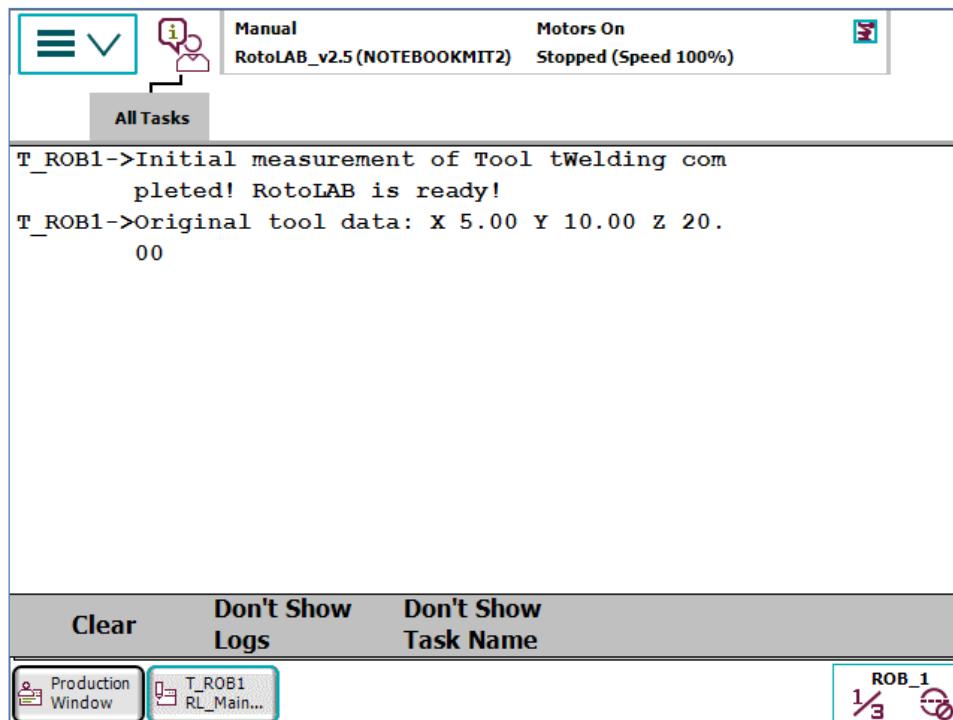 Manual
Motors On
RotoLAB_v2.5 (NOTEBOOKMIT2)
Stopped (Speed 100%)
All Tasks
T_ROB1->Initial measurement of Tool tWelding com
pleted! RotoLAB is ready!
T_ROB1->Original tool data: X 5.00 Y 10.00 Z 20.
00
Clear
Don't Show
Logs
Don't Show
Task Name
Production
Window
T_ROB1
RL_Main...
ROB_1
1/3